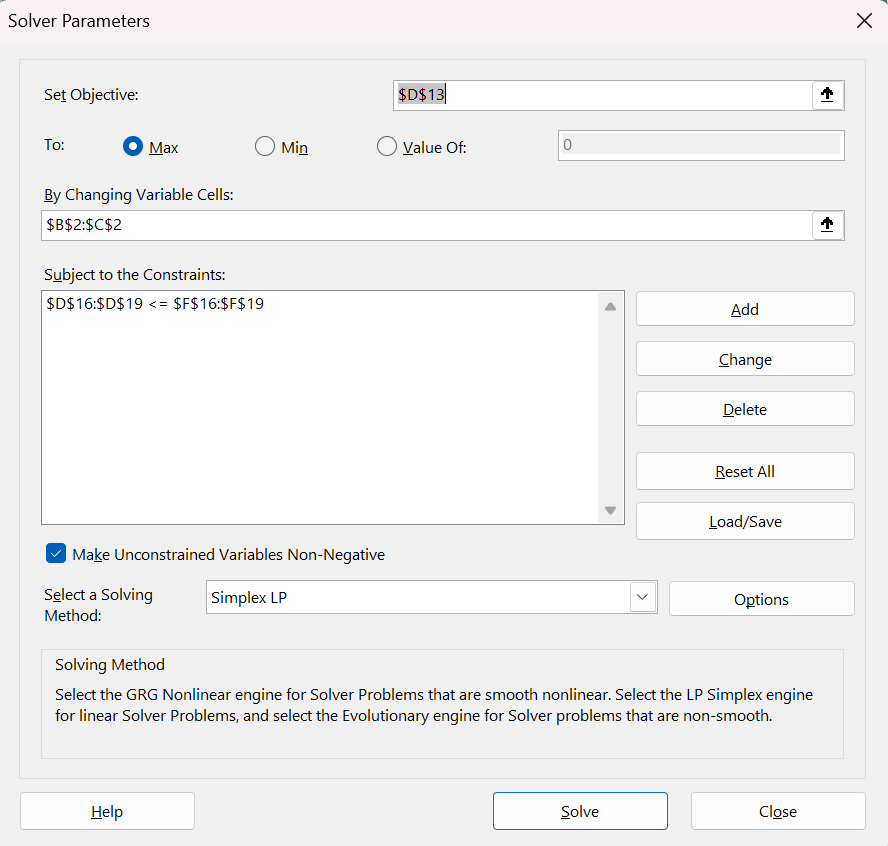 Solver Parameters
Set Objective:
$D$13
To:
Max
Min
Value Of:
0
By Changing Variable Cells:
$B$2:$C$2
Subject to the Constraints:
$D$16:$D$19 <= $F$16:$F$19
Add
Change
Delete
Reset All
Load/Save
Make Unconstrained Variables Non-Negative
Select a Solving
Method:
Simplex LP
Options
Solving Method
Select the GRG Nonlinear engine for Solver Problems that are smooth nonlinear. Select the LP Simplex engine
for linear Solver Problems, and select the Evolutionary engine for Solver problems that are non-smooth.
Help
Solve
Close